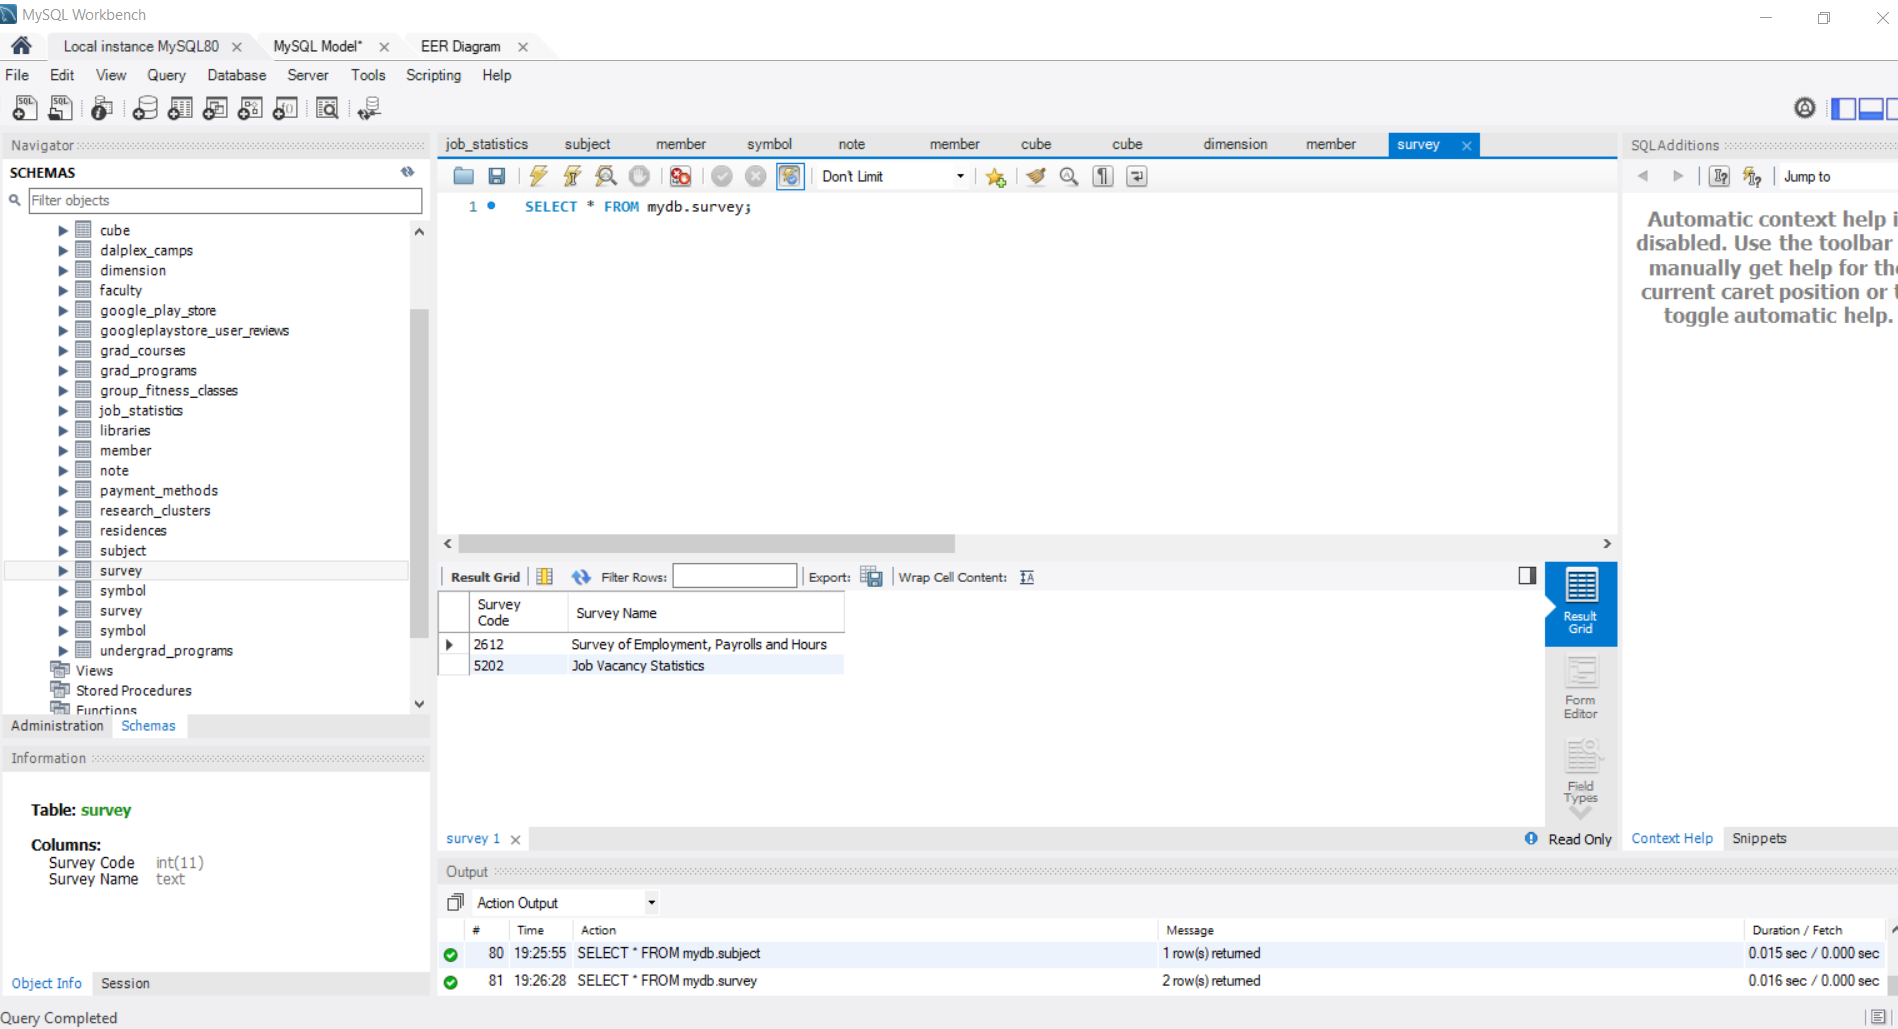 MySQL Workbench
Local instance MySQL80
MySQL Model*
EER Diagram
File Edit View Query Database Server Tools Scripting Help
Navigator
SCHEMAS
Filter objects
cube
dalplex_camps
dimension
faculty
google_play_store
googleplaystore_user_reviews
grad_courses
grad_programs
group_fitness_classes
job_statistics
libraries
member
note
payment_methods
research_clusters
residences
subject
survey
symbol
survey
symbol
undergrad_programs
Views
Stored Procedures
Functions
Administration Schemas
Information
Table: survey
Columns:
Survey Code int(11)
Survey Name text
Object Info Session
Query Completed
job_statistics subject member symbol note member cube cube dimension member survey
Don't Limit
1 SELECT * FROM mydb.survey;
Result Grid Filter Rows: Export: Wrap Cell Content:
Survey Code Survey Name
2612 Survey of Employment, Payrolls and Hours
5202 Job Vacancy Statistics
Result Grid
Form Editor
Field Types
survey 1
Read Only
Output
Action Output
# Time Action Message Duration / Fetch
80 19:25:55 SELECT * FROM mydb.subject 1 row(s) returned 0.015 sec / 0.000 sec
81 19:26:28 SELECT * FROM mydb.survey 2 row(s) returned 0.016 sec / 0.000 sec
SQLAdditions
Jump to
Automatic context help i
disabled. Use the toolbar
manually get help for the
current caret position or t
toggle automatic help.
Context Help Snippets